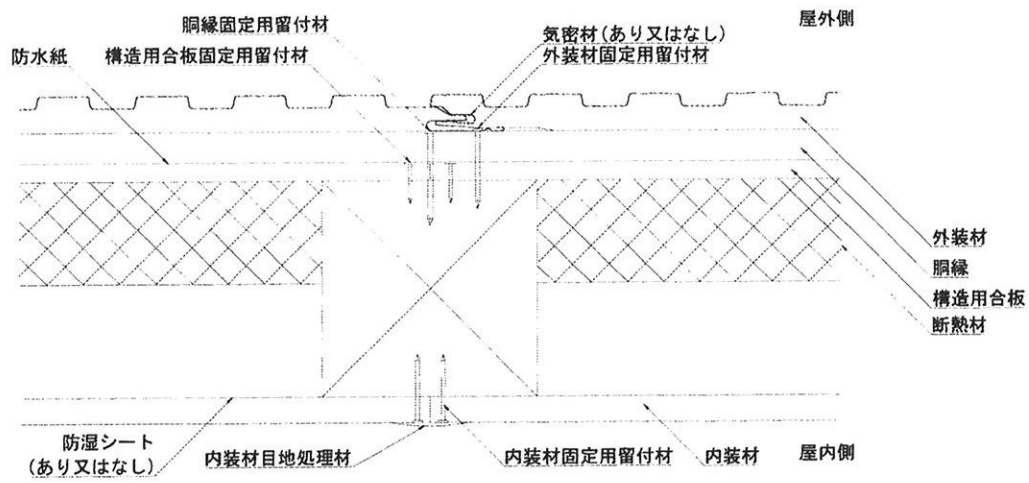 胴縁固定用留付材
屋外側
気密材(あり又はなし)
防水紙
構造用合板固定用留付材
外装材固定用留付材
外装材
胴縁
構造用合板
断熱材
防湿シート
(あり又はなし)
内装材目地処理材
内装材固定用留付材
内装材
屋内側